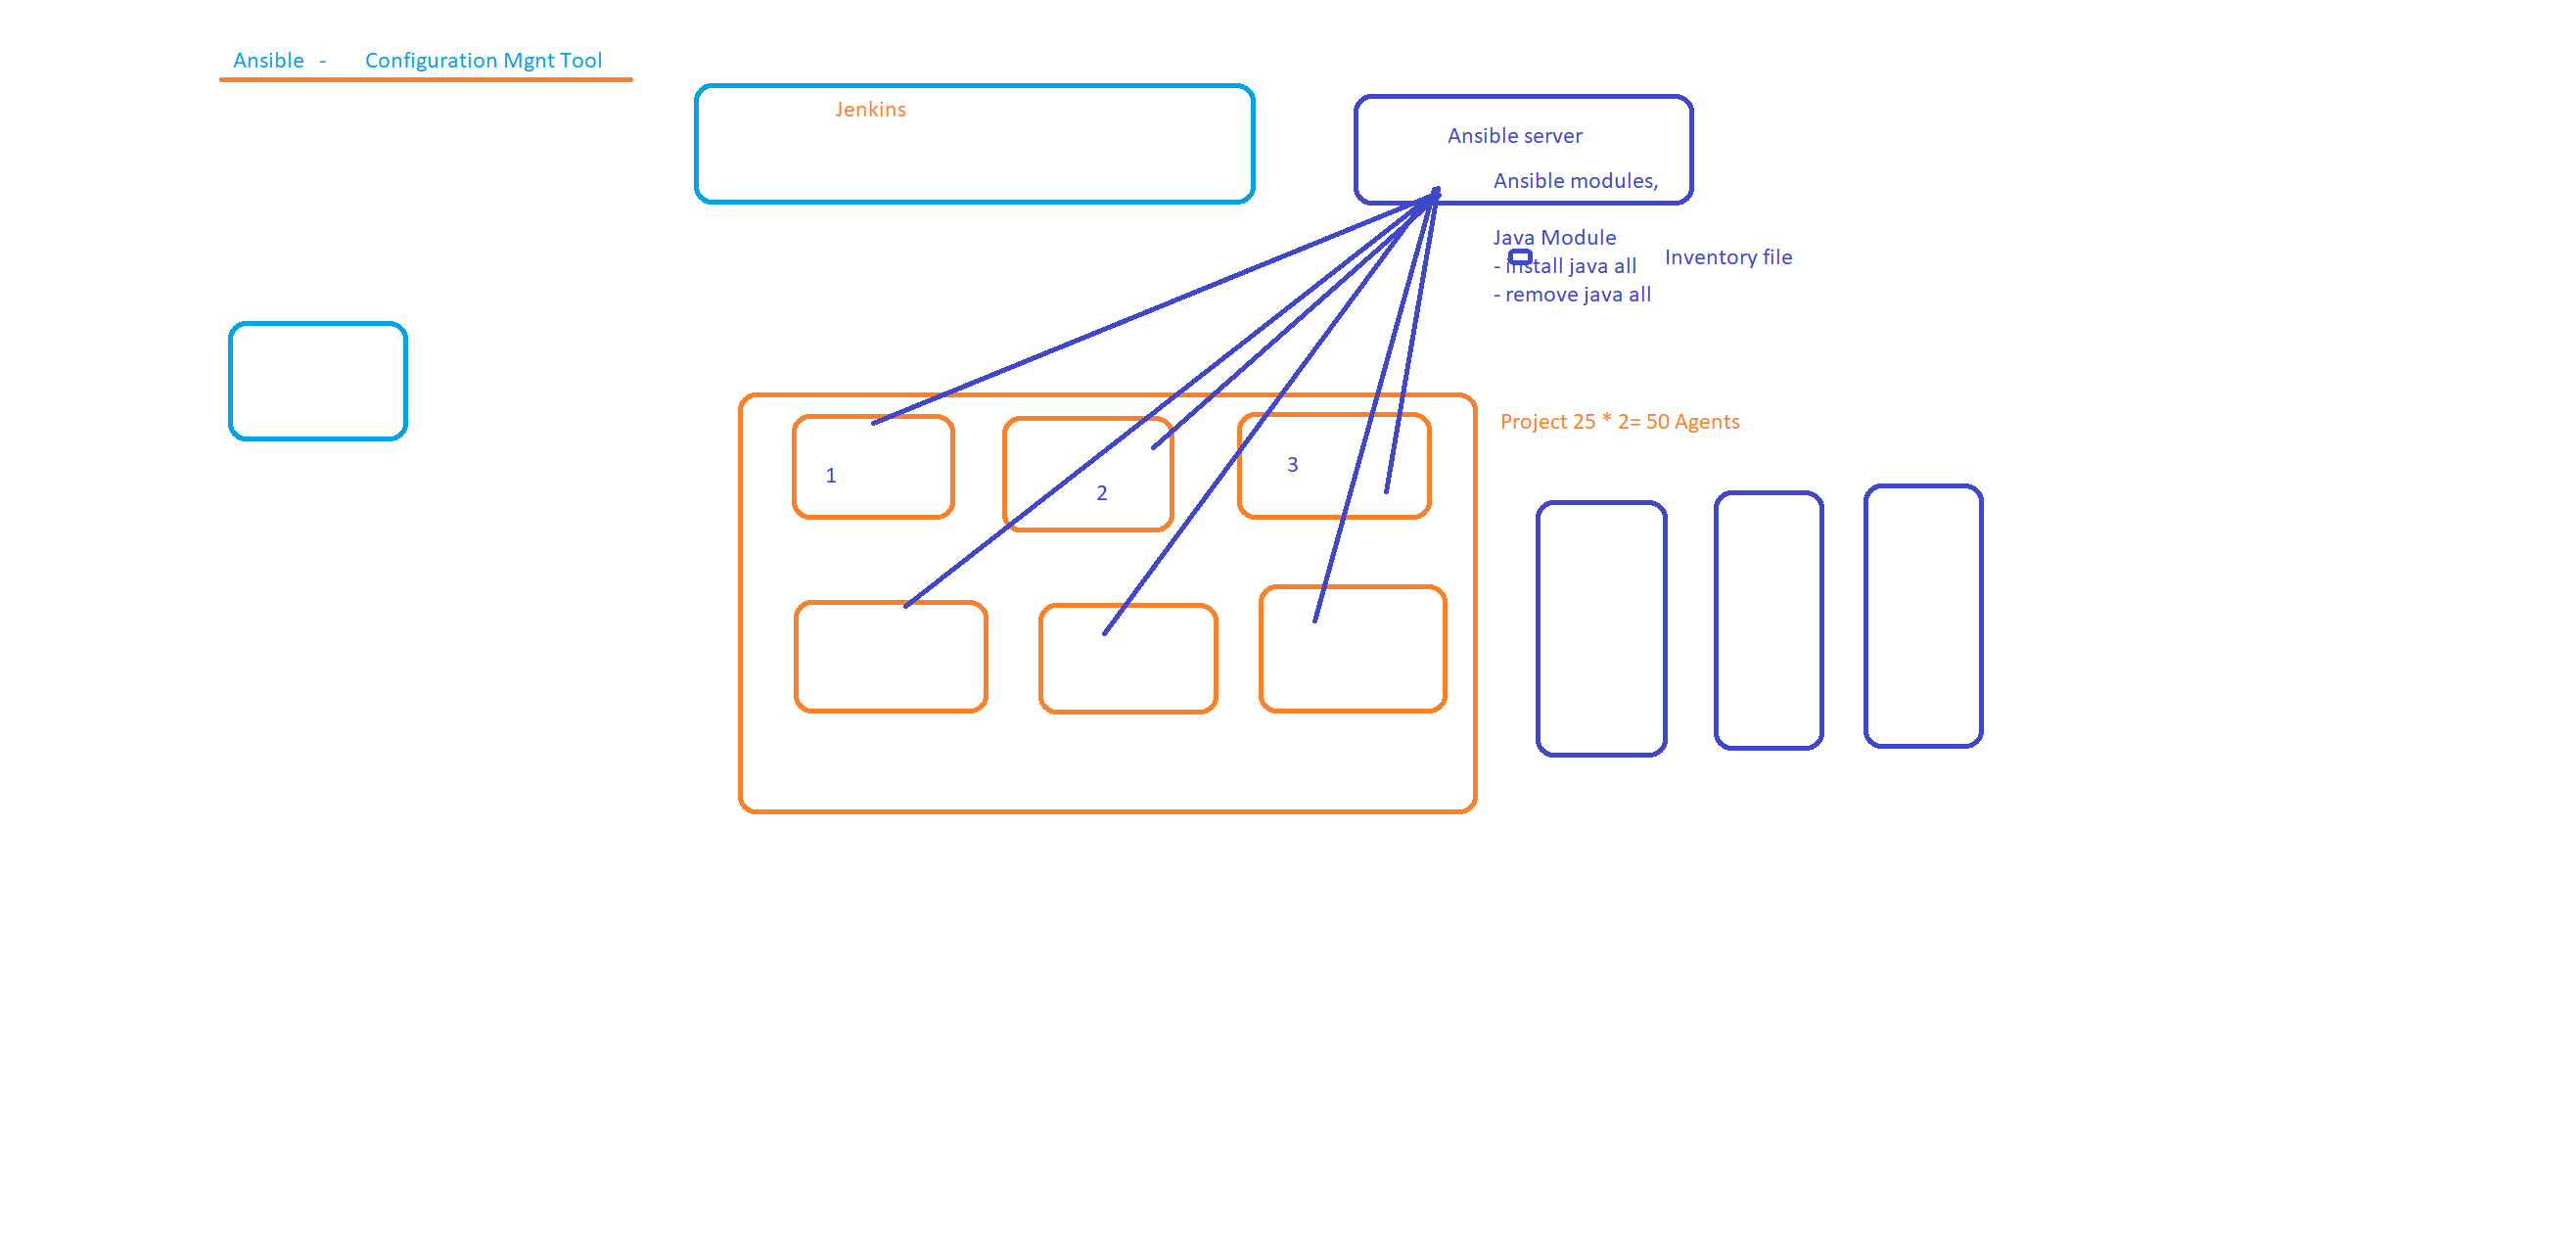 Ansible - Configuration Mgnt Tool
Jenkins
Ansible server
Ansible modules,
Java Module
- install java all
- remove java all
Inventory file
Project 25 * 2= 50 Agents
1
2
3